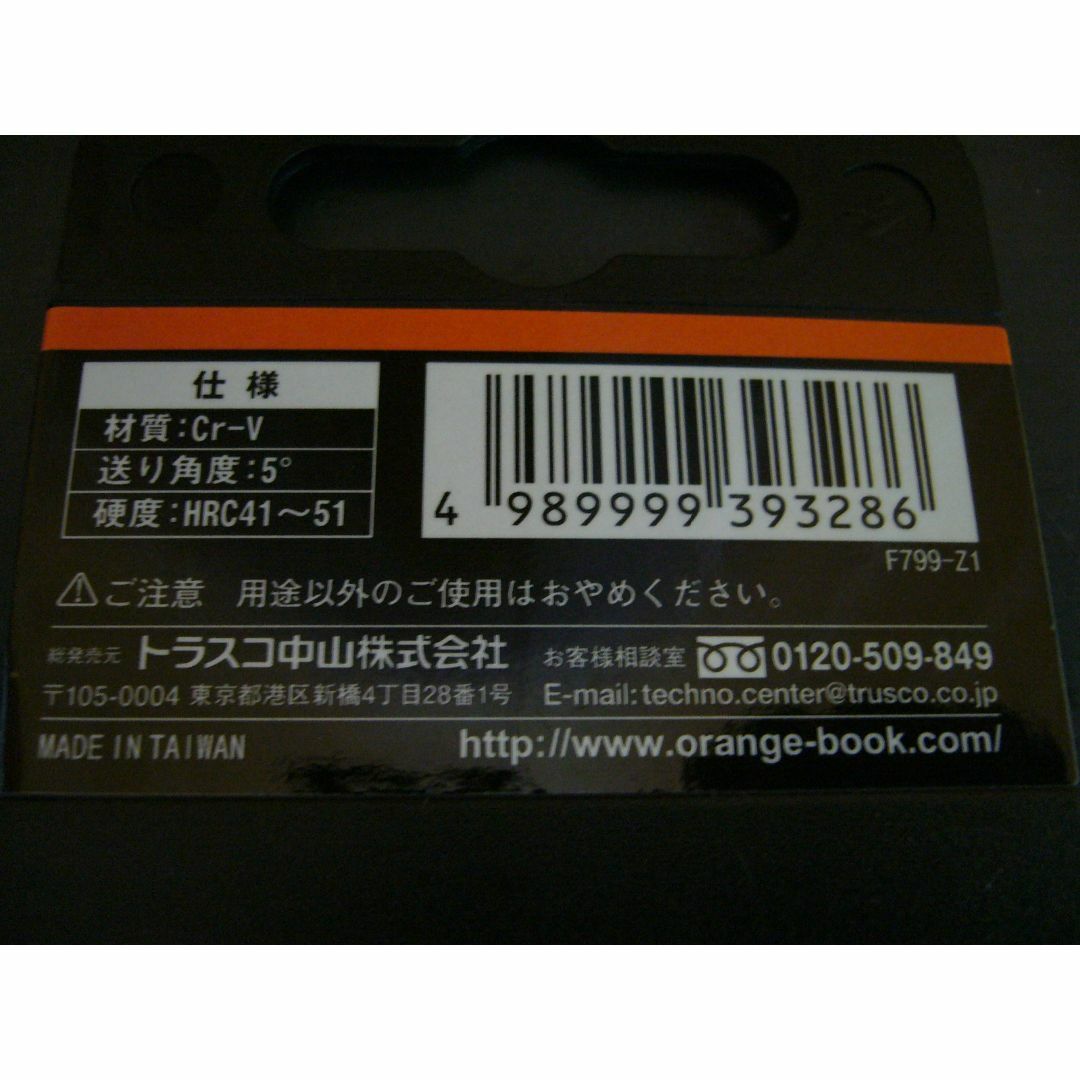 仕様
材質:Cr-V
送り角度:5°
硬度:HRC41～51
4 989999 393286
F799-Z1
⚠ご注意 用途以外のご使用はおやめください。
総発売元 トラスコ中山株式会社 お客様相談室 0120-509-849
〒105-0004 東京都港区新橋4丁目28番1号 E-mail:techno.center@trusco.co.jp
MADE IN TAIWAN http://www.orange-book.com/